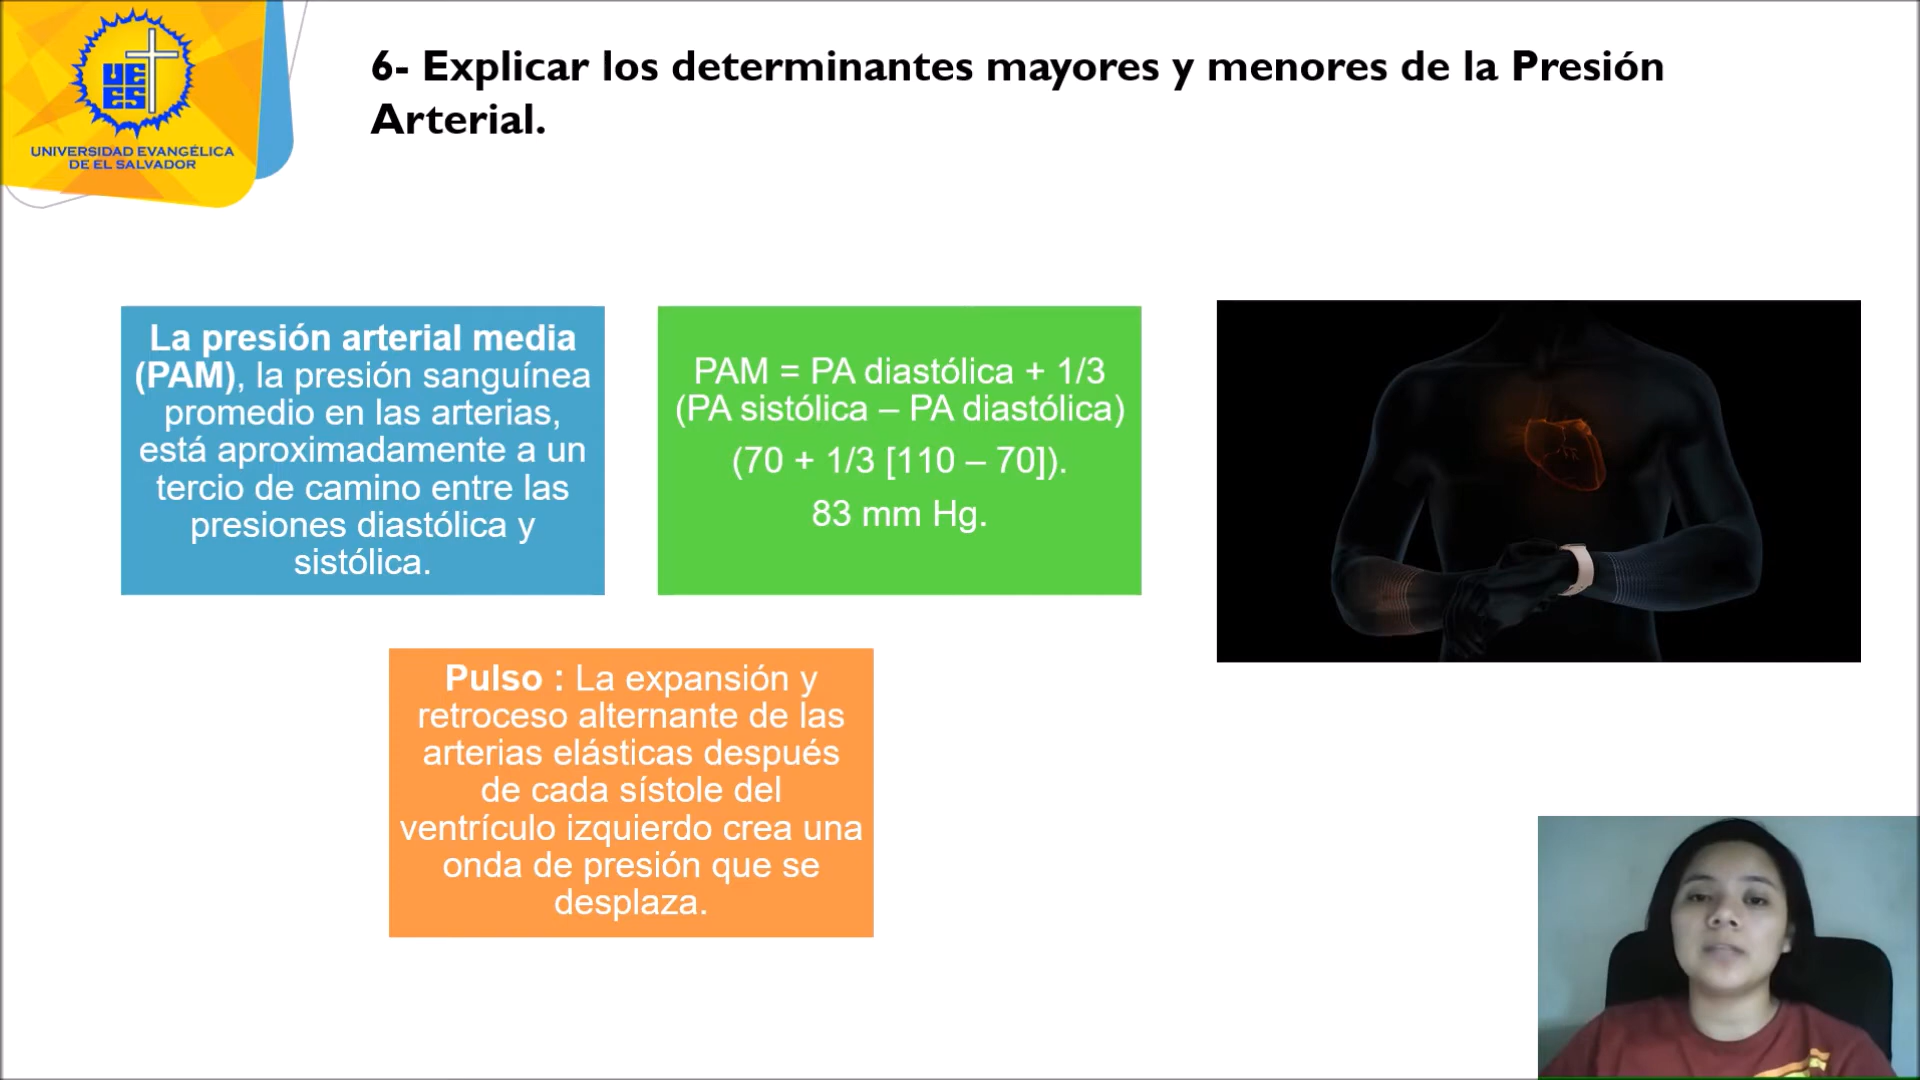 UE
ES
UNIVERSIDAD EVANGÉLICA
DE EL SALVADOR
6- Explicar los determinantes mayores y menores de la Presión
Arterial.
La presión arterial media
(PAM), la presión sanguínea
promedio en las arterias,
está aproximadamente a un
tercio de camino entre las
presiones diastólica y
sistólica.
PAM = PA diastólica + 1/3
(PA sistólica – PA diastólica)
(70 + 1/3 [110 – 70]).
83 mm Hg.
Pulso : La expansión y
retroceso alternante de las
arterias elásticas después
de cada sístole del
ventrículo izquierdo crea una
onda de presión que se
desplaza.